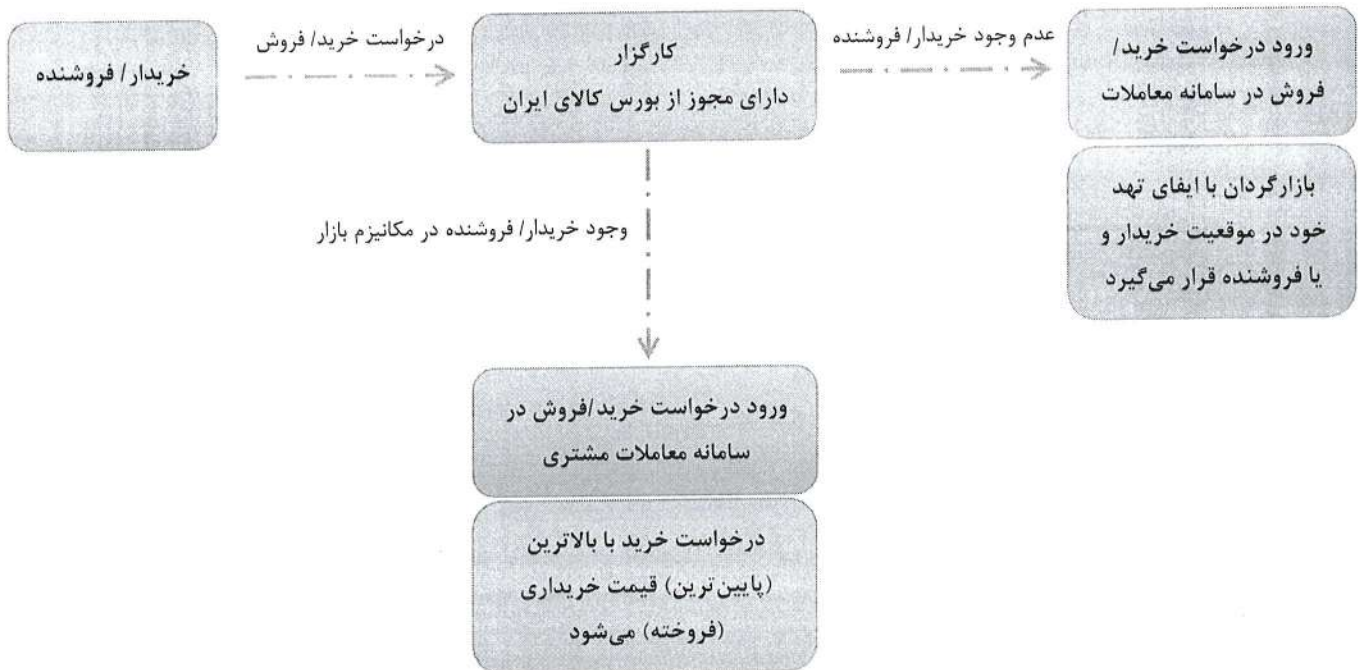 خریدار/ فروشنده
درخواست خرید/ فروش
کارگزار
دارای مجوز از بورس کالای ایران
عدم وجود خریدار/ فروشنده
ورود درخواست خرید/
فروش در سامانه معاملات
بازارگردان با ایفای تهد
خود در موقعیت خریدار و
یا فروشنده قرار می‌گیرد
وجود خریدار/ فروشنده در مکانیزم بازار
ورود درخواست خرید/فروش در
سامانه معاملات مشتری
درخواست خرید با بالاترین
(پایین‌ترین) قیمت خریداری
(فروخته) می‌شود